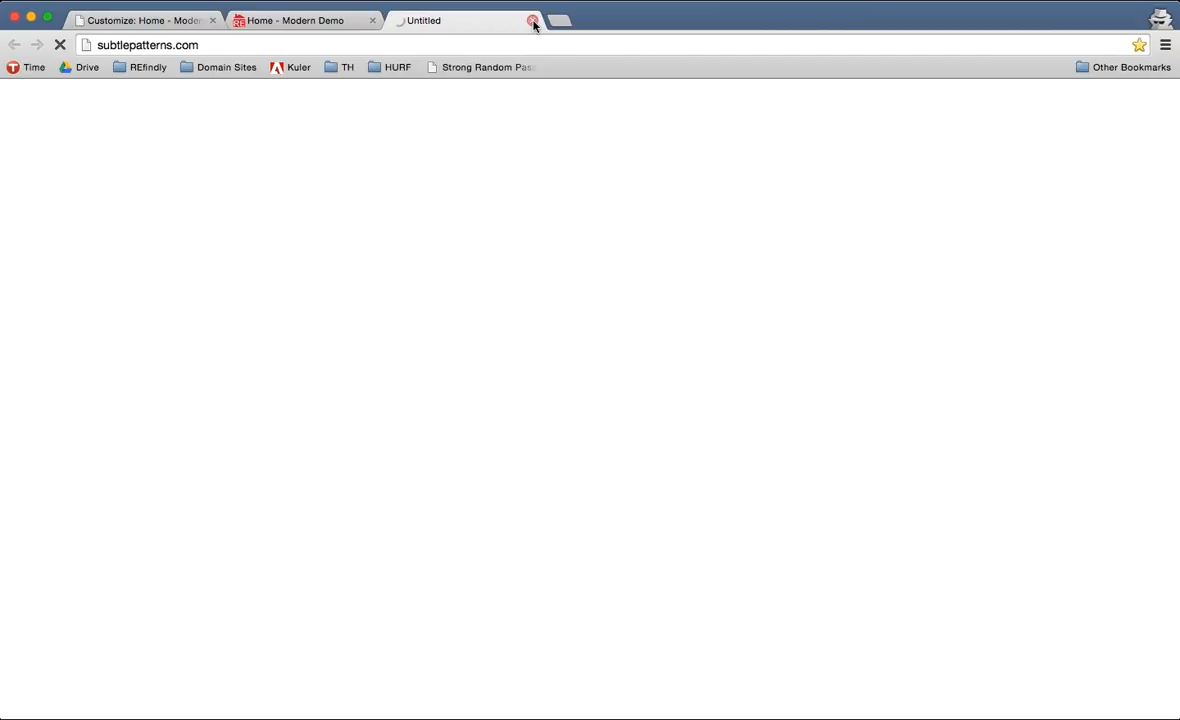 Customize: Home - Moder
Home - Modern Demo
Untitled
subtlepatterns.com
Time
Drive
REfindly
Domain Sites
Kuler
TH
HURF
Strong Random Pas
Other Bookmarks